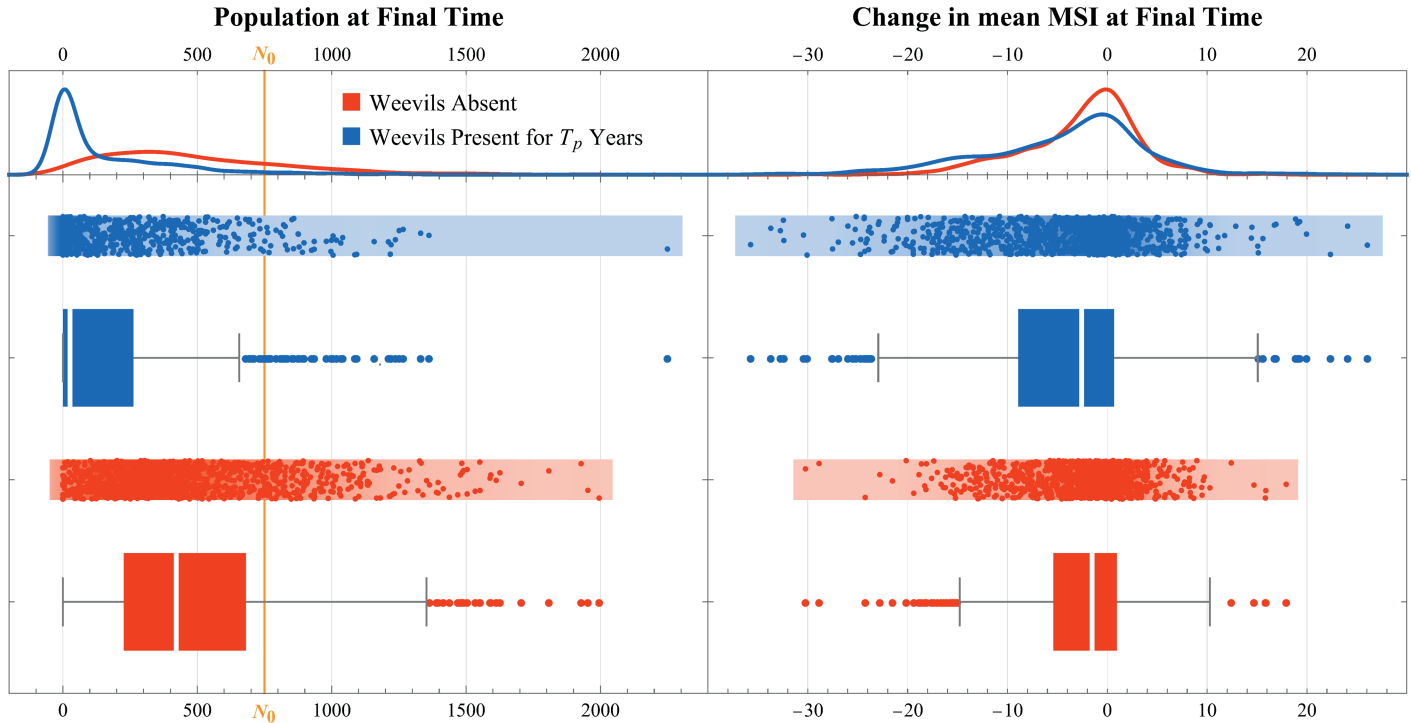 Population at Final Time
Change in mean MSI at Final Time
0 500 N₀ 1000 1500 2000
−30 −20 −10 0 10 20
Weevils Absent
Weevils Present for Tₚ Years
0 500 N₀ 1000 1500 2000
−30 −20 −10 0 10 20